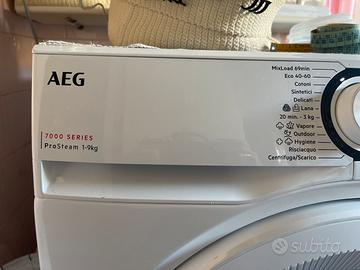 AEG
7000 SERIES
ProSteam 1-9kg
MixLoad 69min
Eco 40-60
Cotoni
Sintetici
Delicati
Lana
20 min. - 3 kg
Vapore
Outdoor
Hygiene
Risciacquo
Centrifuga/Scarico
subito